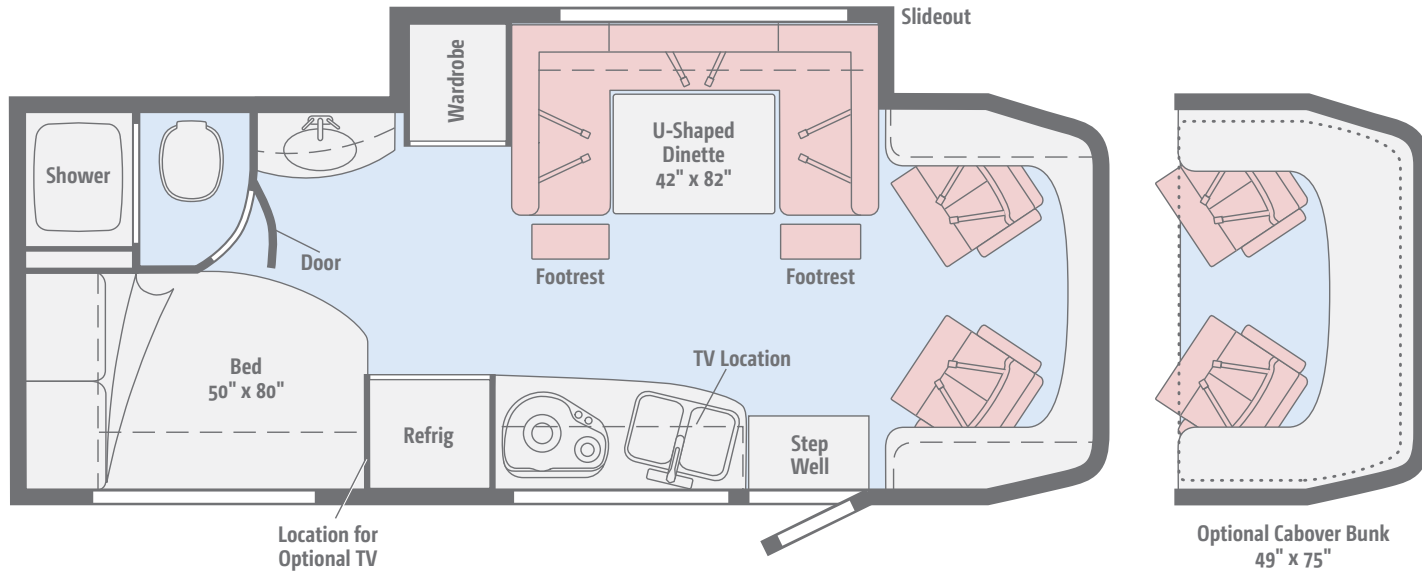 Slideout
Wardrobe
U-Shaped
Dinette
42" x 82"
Shower
Door
Footrest
Footrest
TV Location
Bed
50" x 80"
Refrig
Step
Well
Location for
Optional TV
Optional Cabover Bunk
49" x 75"